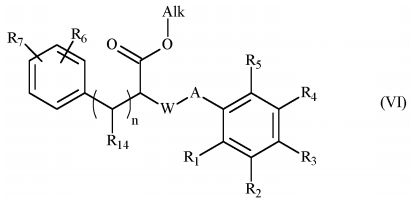 Alk
R7 R6 O O R5
( ) n W A R4 (VI)
R14 R1 R3
R2